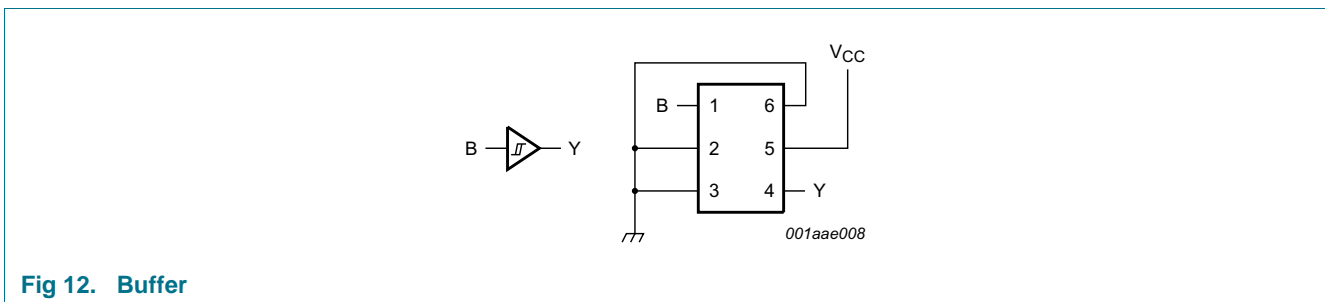 VCC
B 1 6
B Y 2 5
3 4 Y
001aae008
Fig 12. Buffer